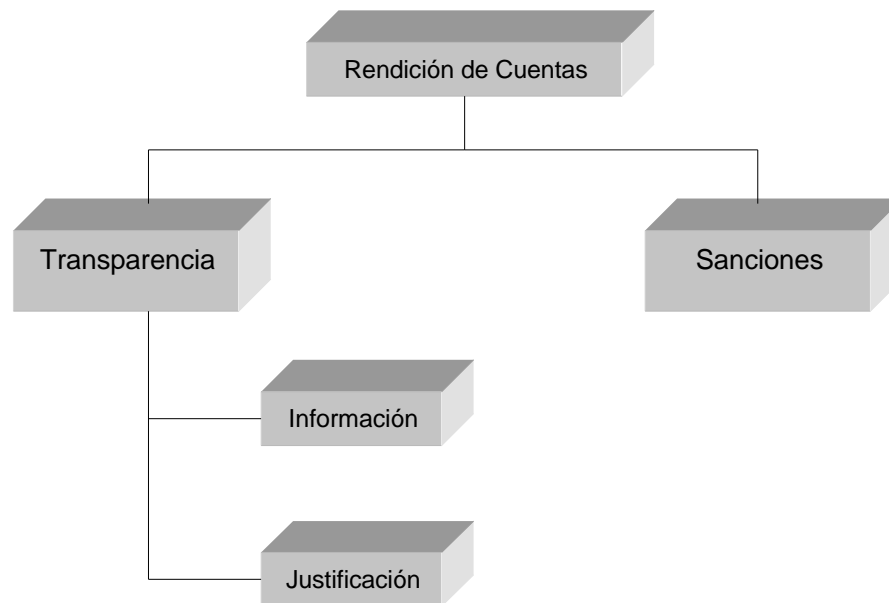 Rendición de Cuentas
Transparencia
Sanciones
Información
Justificación